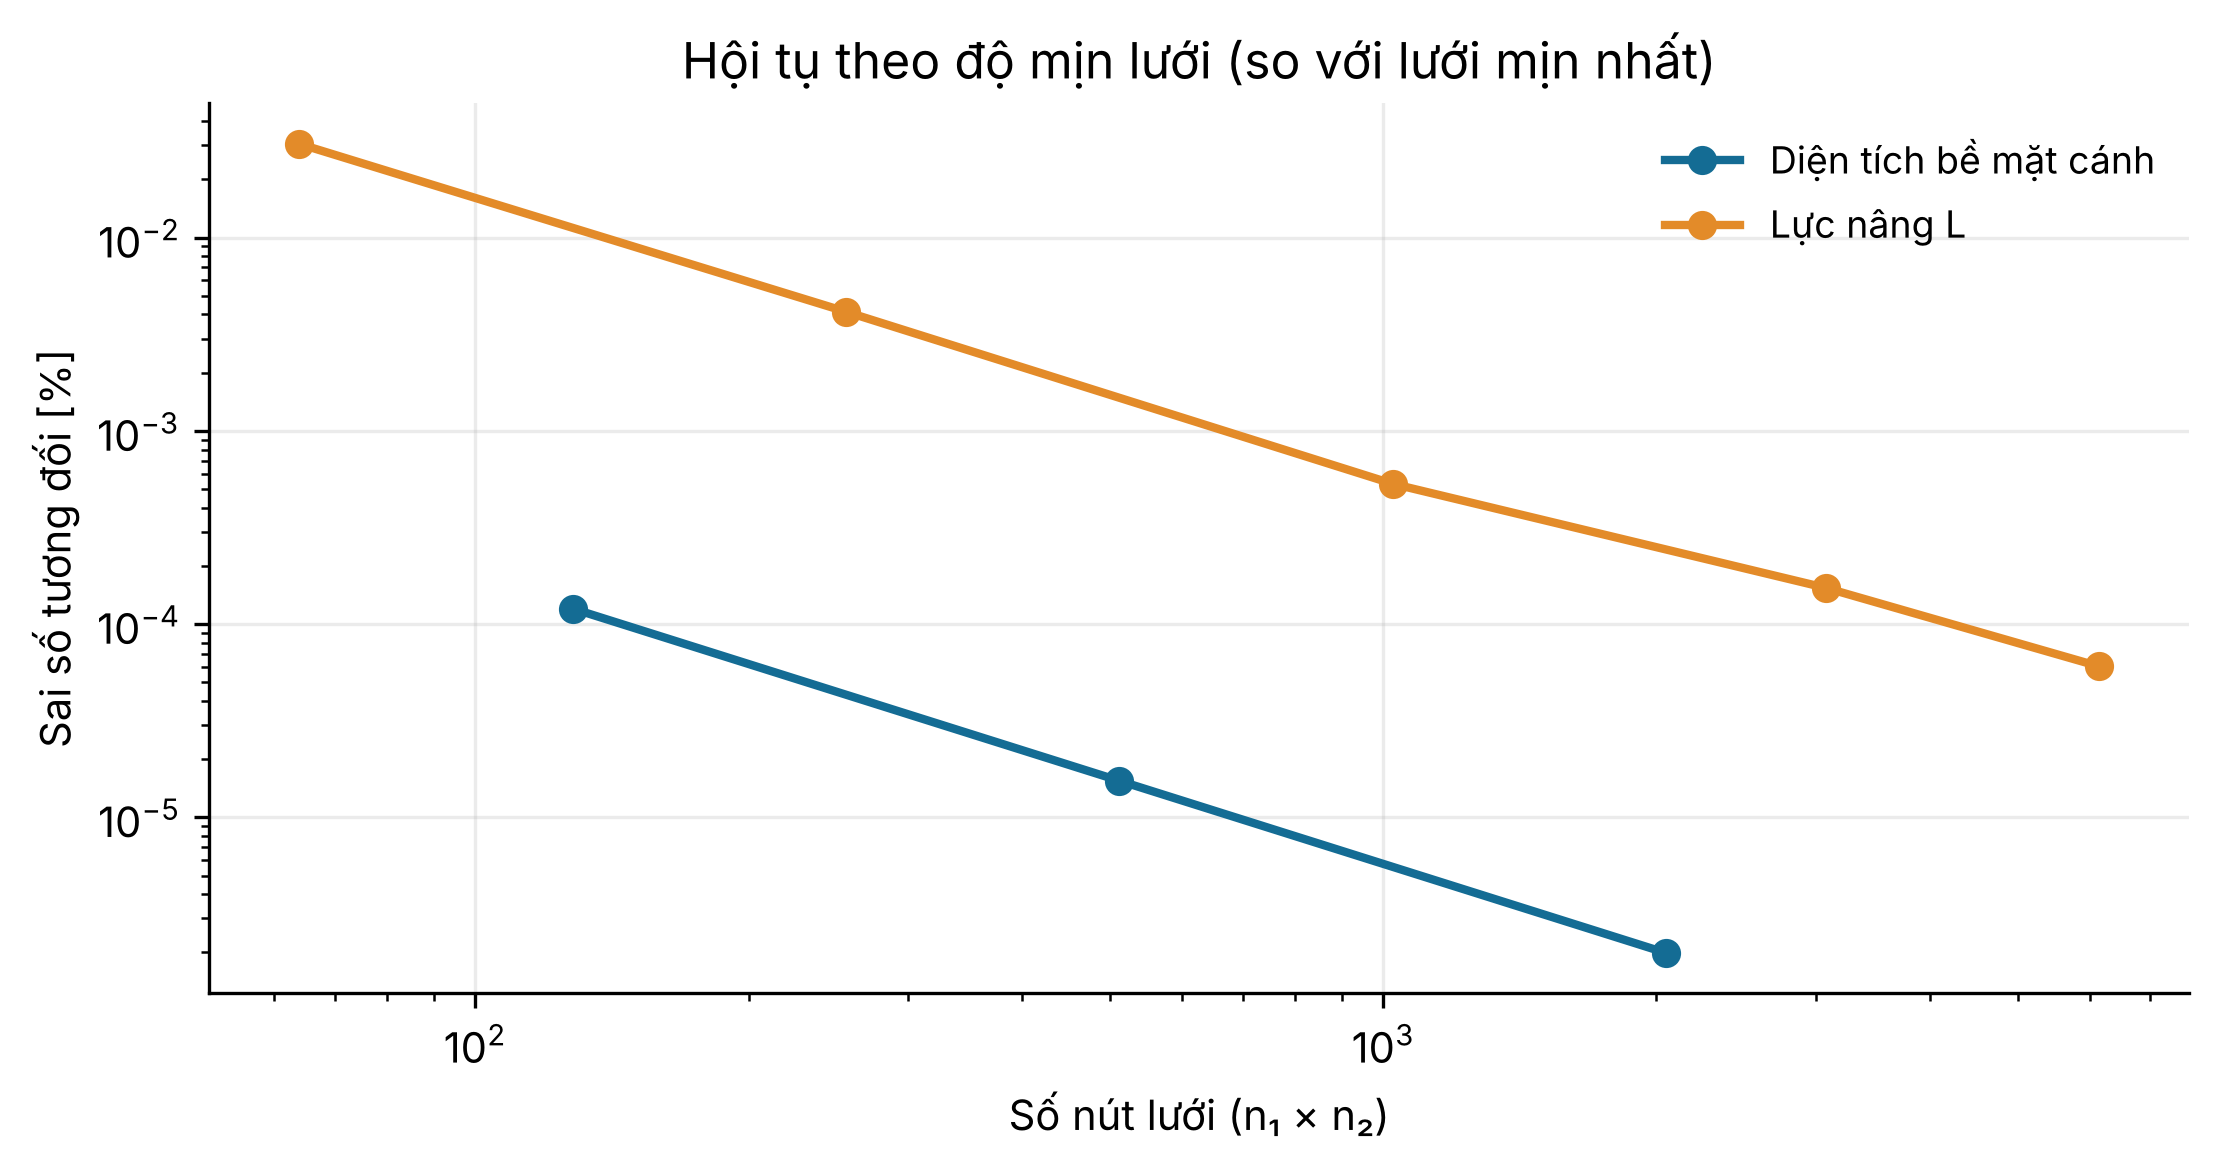 Hội tụ theo độ mịn lưới (so với lưới mịn nhất)
Diện tích bề mặt cánh
Lực nâng L
Sai số tương đối [%]
10⁻²
10⁻³
10⁻⁴
10⁻⁵
10²
10³
Số nút lưới (n₁ × n₂)